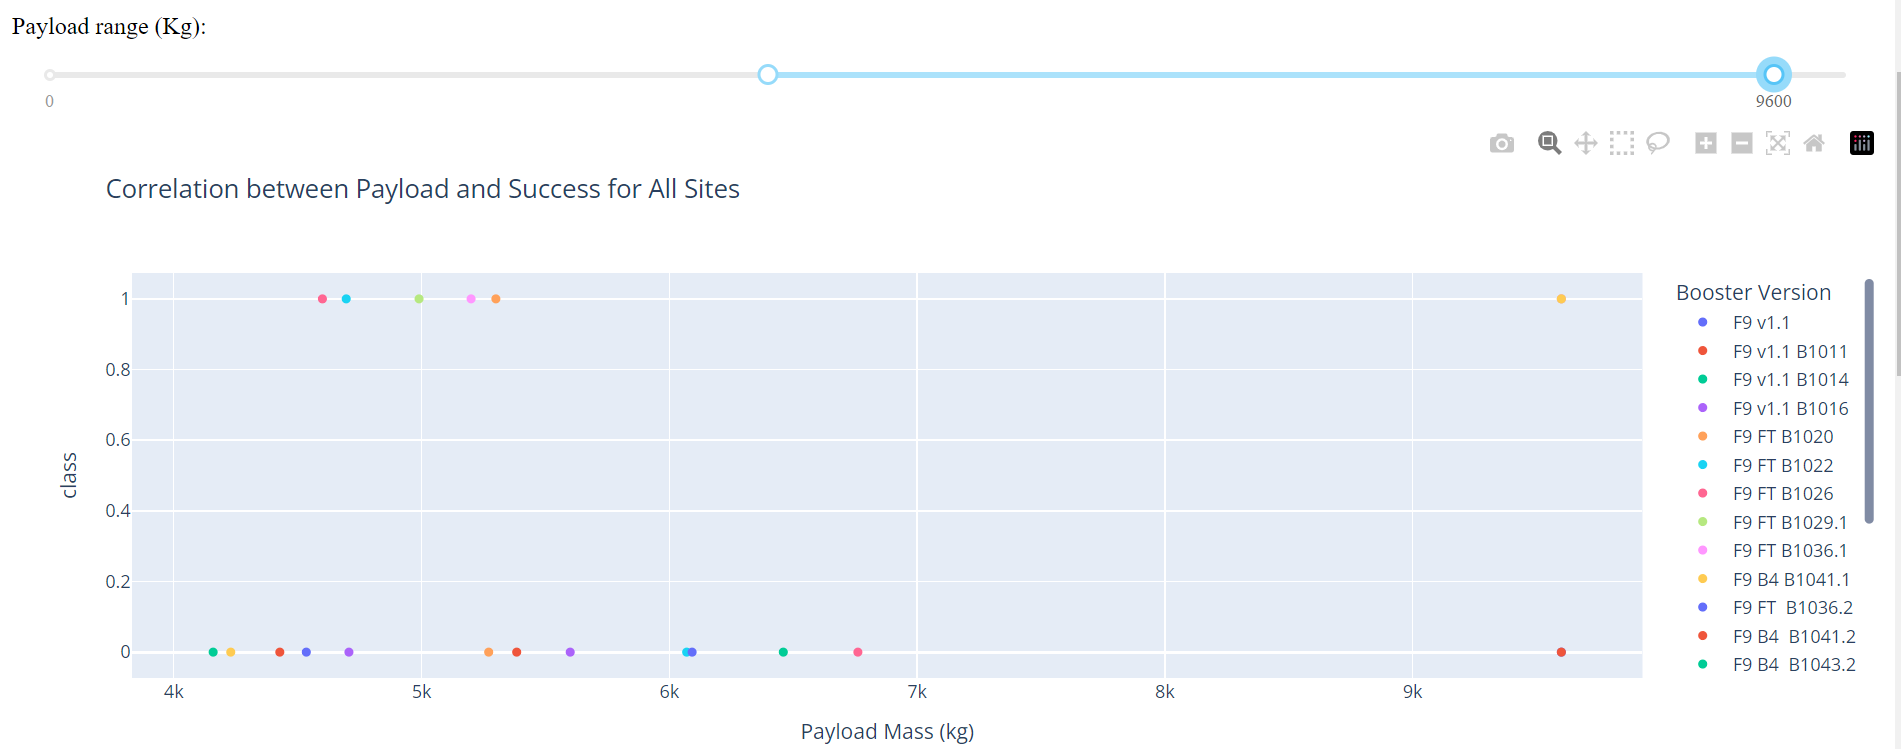 Payload range (Kg):
0
9600
Correlation between Payload and Success for All Sites
1
0.8
0.6
0.4
0.2
0
class
4k
5k
6k
7k
8k
9k
Payload Mass (kg)
Booster Version
F9 v1.1
F9 v1.1 B1011
F9 v1.1 B1014
F9 v1.1 B1016
F9 FT B1020
F9 FT B1022
F9 FT B1026
F9 FT B1029.1
F9 FT B1036.1
F9 B4 B1041.1
F9 FT  B1036.2
F9 B4  B1041.2
F9 B4  B1043.2